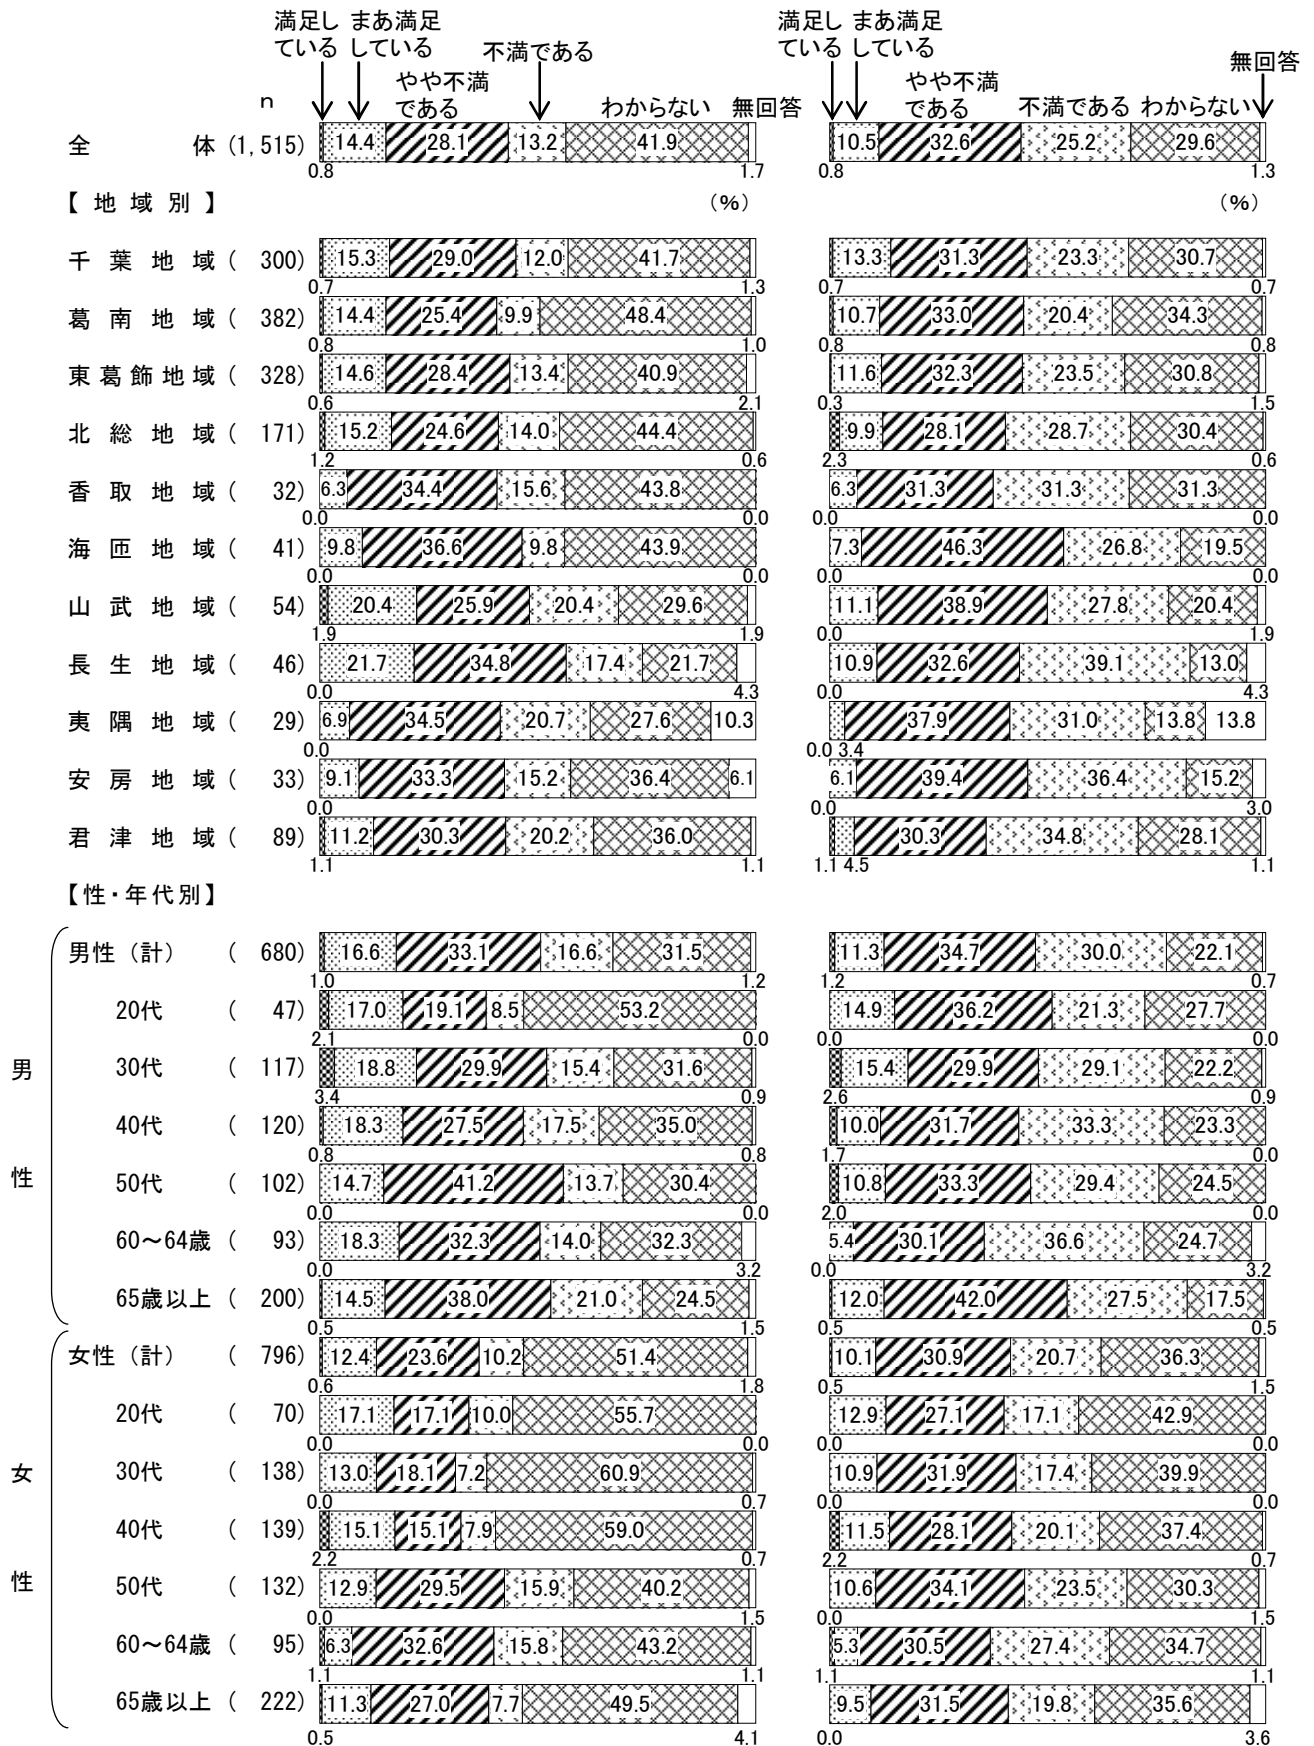 満足し まあ満足 満足し まあ満足
ている している 不満である ている している 無回答
やや不満 やや不満
n である わからない 無回答 である 不満である わからない
全体 (1,515) 14.4 28.1 13.2 41.9 10.5 32.6 25.2 29.6
0.8 1.7 0.8 1.3
【地域別】 (%) (%)
千葉地域 ( 300) 15.3 29.0 12.0 41.7 13.3 31.3 23.3 30.7
0.7 1.3 0.7 0.7
葛南地域 ( 382) 14.4 25.4 9.9 48.4 10.7 33.0 20.4 34.3
0.8 1.0 0.8 0.8
東葛飾地域 ( 328) 14.6 28.4 13.4 40.9 11.6 32.3 23.5 30.8
0.6 2.1 0.3 1.5
北総地域 ( 171) 15.2 24.6 14.0 44.4 9.9 28.1 28.7 30.4
1.2 0.6 2.3 0.6
香取地域 ( 32) 6.3 34.4 15.6 43.8 6.3 31.3 31.3 31.3
0.0 0.0 0.0 0.0
海匝地域 ( 41) 9.8 36.6 9.8 43.9 7.3 46.3 26.8 19.5
0.0 0.0 0.0 0.0
山武地域 ( 54) 20.4 25.9 20.4 29.6 11.1 38.9 27.8 20.4
1.9 1.9 0.0 1.9
長生地域 ( 46) 21.7 34.8 17.4 21.7 10.9 32.6 39.1 13.0
0.0 4.3 0.0 4.3
夷隅地域 ( 29) 6.9 34.5 20.7 27.6 10.3 37.9 31.0 13.8 13.8
0.0 0.0 3.4
安房地域 ( 33) 9.1 33.3 15.2 36.4 6.1 6.1 39.4 36.4 15.2
0.0 0.0 3.0
君津地域 ( 89) 11.2 30.3 20.2 36.0 30.3 34.8 28.1
1.1 1.1 1.1 4.5 1.1
【性・年代別】
男性(計) ( 680) 16.6 33.1 16.6 31.5 11.3 34.7 30.0 22.1
1.0 1.2 1.2 0.7
20代 ( 47) 17.0 19.1 8.5 53.2 14.9 36.2 21.3 27.7
2.1 0.0 0.0 0.0
男 30代 ( 117) 18.8 29.9 15.4 31.6 15.4 29.9 29.1 22.2
3.4 0.9 2.6 0.9
40代 ( 120) 18.3 27.5 17.5 35.0 10.0 31.7 33.3 23.3
0.8 0.8 1.7 0.0
性 50代 ( 102) 14.7 41.2 13.7 30.4 10.8 33.3 29.4 24.5
0.0 0.0 2.0 0.0
60〜64歳 ( 93) 18.3 32.3 14.0 32.3 5.4 30.1 36.6 24.7
0.0 3.2 0.0 3.2
65歳以上 ( 200) 14.5 38.0 21.0 24.5 12.0 42.0 27.5 17.5
0.5 1.5 0.5 0.5
女性(計) ( 796) 12.4 23.6 10.2 51.4 10.1 30.9 20.7 36.3
0.6 1.8 0.5 1.5
20代 ( 70) 17.1 17.1 10.0 55.7 12.9 27.1 17.1 42.9
0.0 0.0 0.0 0.0
女 30代 ( 138) 13.0 18.1 7.2 60.9 10.9 31.9 17.4 39.9
0.0 0.7 0.0 0.0
40代 ( 139) 15.1 15.1 7.9 59.0 11.5 28.1 20.1 37.4
2.2 0.7 2.2 0.7
性 50代 ( 132) 12.9 29.5 15.9 40.2 10.6 34.1 23.5 30.3
0.0 1.5 0.0 1.5
60〜64歳 ( 95) 6.3 32.6 15.8 43.2 5.3 30.5 27.4 34.7
1.1 1.1 1.1 1.1
65歳以上 ( 222) 11.3 27.0 7.7 49.5 9.5 31.5 19.8 35.6
0.5 4.1 0.0 3.6